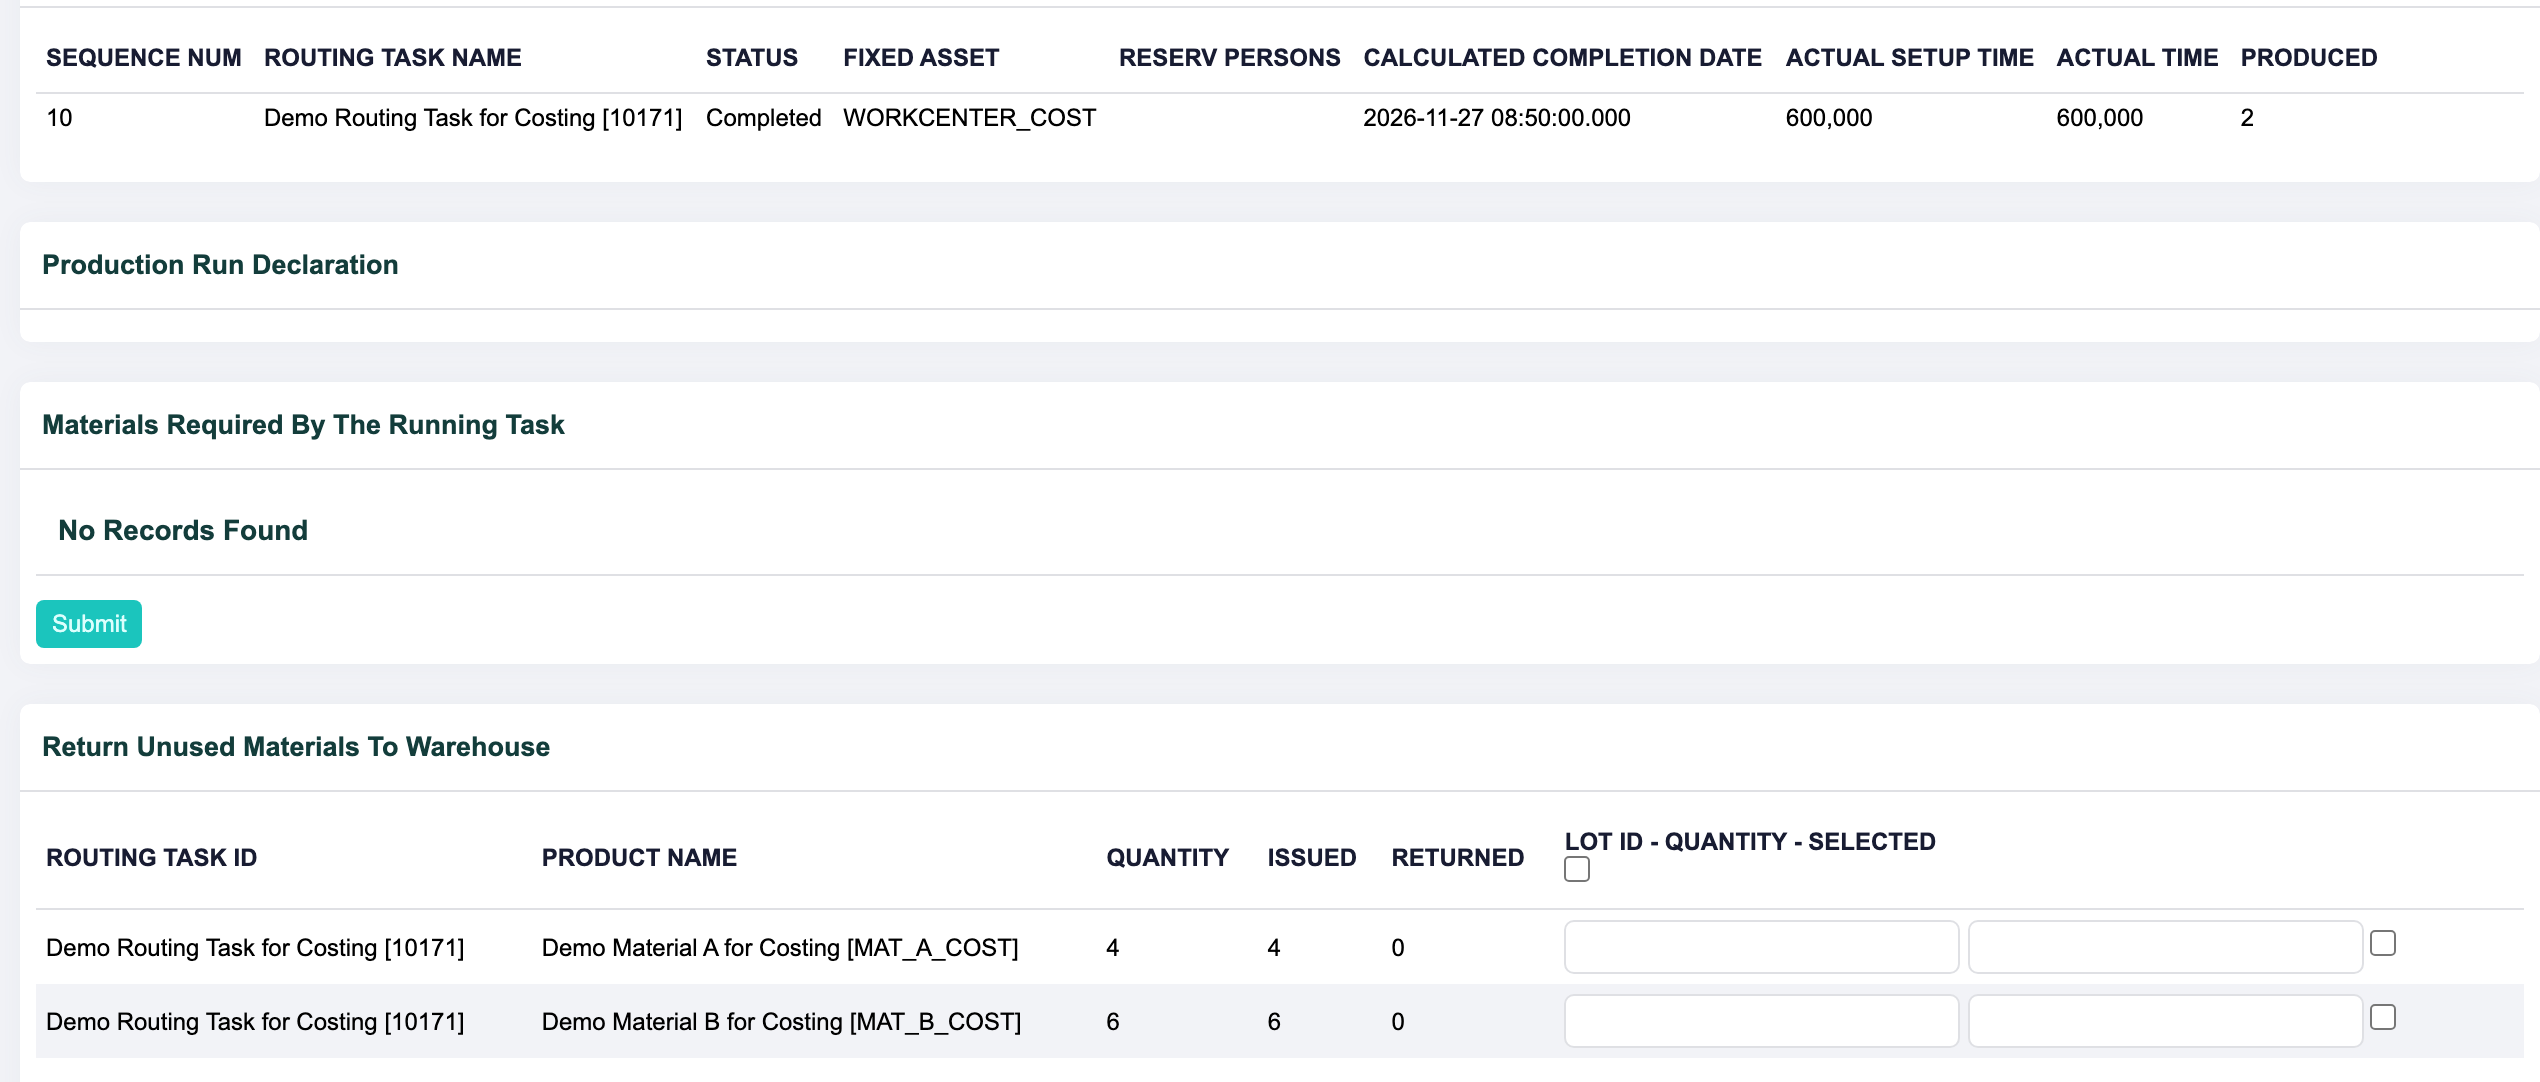 SEQUENCE NUM ROUTING TASK NAME STATUS FIXED ASSET RESERV PERSONS CALCULATED COMPLETION DATE ACTUAL SETUP TIME ACTUAL TIME PRODUCED
10 Demo Routing Task for Costing [10171] Completed WORKCENTER_COST 2026-11-27 08:50:00.000 600,000 600,000 2
Production Run Declaration
Materials Required By The Running Task
No Records Found
Submit
Return Unused Materials To Warehouse
ROUTING TASK ID PRODUCT NAME QUANTITY ISSUED RETURNED LOT ID - QUANTITY - SELECTED
Demo Routing Task for Costing [10171] Demo Material A for Costing [MAT_A_COST] 4 4 0
Demo Routing Task for Costing [10171] Demo Material B for Costing [MAT_B_COST] 6 6 0